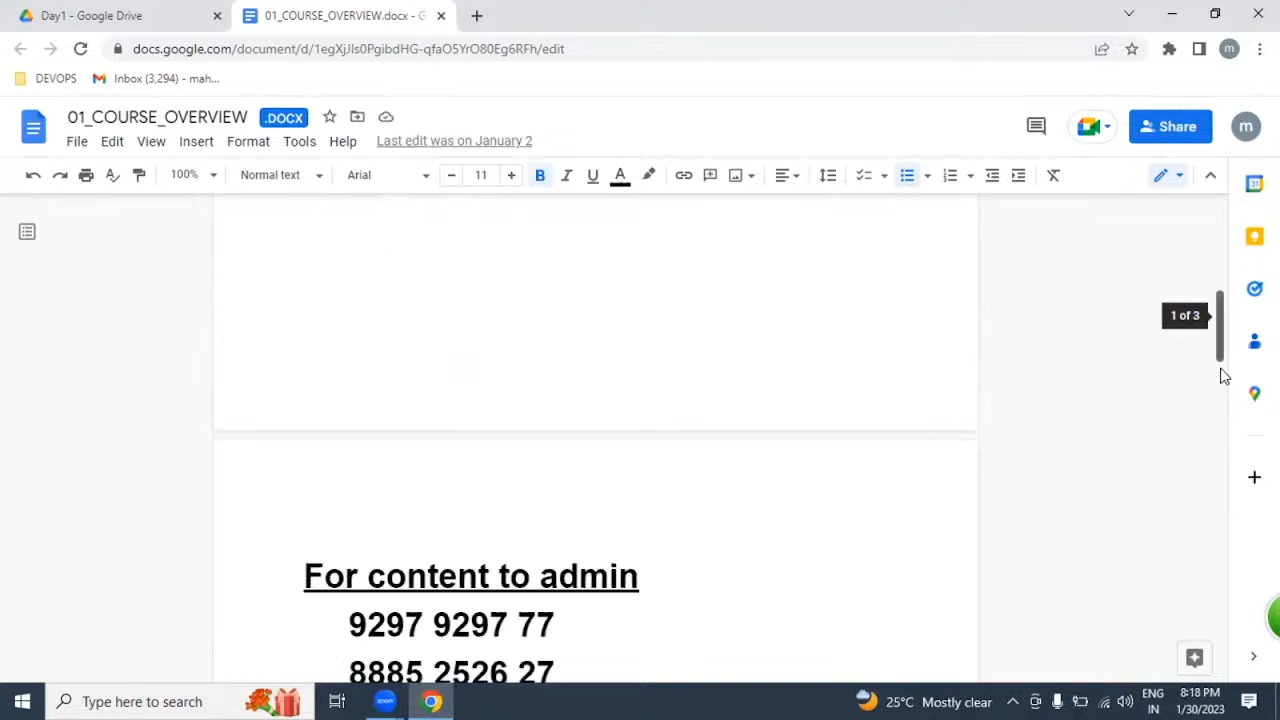 Day1 - Google Drive
01_COURSE_OVERVIEW.docx - G
docs.google.com/document/d/1egXjJls0PgibdHG-qfaO5YrO80Eg6RFh/edit
m
DEVOPS
Inbox (3,294) - mah...
01_COURSE_OVERVIEW
.DOCX
Share
m
File Edit View Insert Format Tools Help Last edit was on January 2
100% Normal text Arial - 11 + B I U A
31
1 of 3
For content to admin
9297 9297 77
8885 2526 27
Type here to search
zoom
25°C Mostly clear
ENG
IN
8:18 PM
1/30/2023